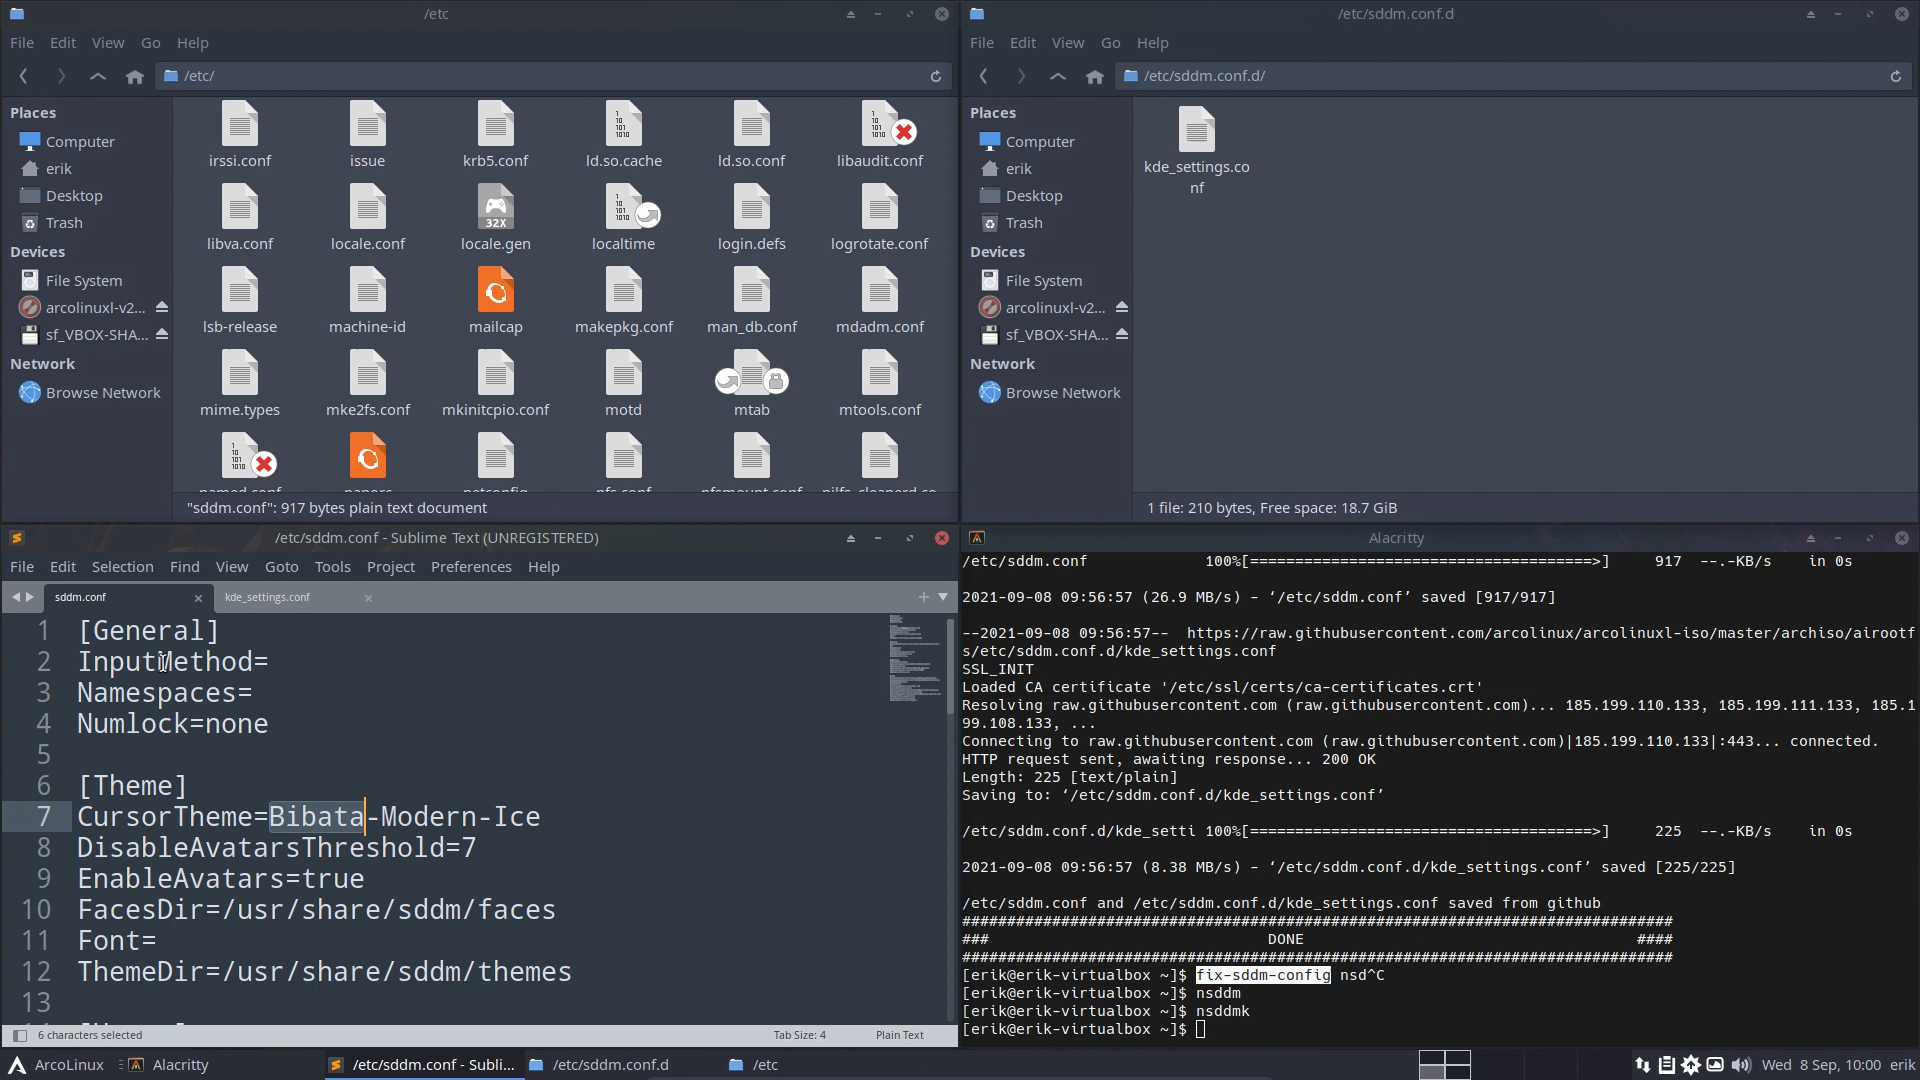 /etc
File Edit View Go Help
/etc/
Places
Computer
erik
Desktop
Trash
Devices
File System
arcolinuxl-v2...
sf_VBOX-SHA...
Network
Browse Network
irssi.conf issue krb5.conf ld.so.cache ld.so.conf libaudit.conf
libva.conf locale.conf locale.gen localtime login.defs logrotate.conf
32X
lsb-release machine-id mailcap makepkg.conf man_db.conf mdadm.conf
mime.types mke2fs.conf mkinitcpio.conf motd mtab mtools.conf
"sddm.conf": 917 bytes plain text document
/etc/sddm.conf.d
File Edit View Go Help
/etc/sddm.conf.d/
Places
Computer
erik
Desktop
Trash
Devices
File System
arcolinuxl-v2...
sf_VBOX-SHA...
Network
Browse Network
kde_settings.co
nf
1 file: 210 bytes, Free space: 18.7 GiB
/etc/sddm.conf - Sublime Text (UNREGISTERED)
File Edit Selection Find View Goto Tools Project Preferences Help
sddm.conf kde_settings.conf
1 [General]
2 InputMethod=
3 Namespaces=
4 Numlock=none
5
6 [Theme]
7 CursorTheme=Bibata-Modern-Ice
8 DisableAvatarsThreshold=7
9 EnableAvatars=true
10 FacesDir=/usr/share/sddm/faces
11 Font=
12 ThemeDir=/usr/share/sddm/themes
13
6 characters selected Tab Size: 4 Plain Text
Alacritty
/etc/sddm.conf 100%[=====================================>] 917 --.-KB/s in 0s
2021-09-08 09:56:57 (26.9 MB/s) - ‘/etc/sddm.conf’ saved [917/917]
--2021-09-08 09:56:57-- https://raw.githubusercontent.com/arcolinux/arcolinuxl-iso/master/archiso/airootf
s/etc/sddm.conf.d/kde_settings.conf
SSL_INIT
Loaded CA certificate '/etc/ssl/certs/ca-certificates.crt'
Resolving raw.githubusercontent.com (raw.githubusercontent.com)... 185.199.110.133, 185.199.111.133, 185.1
99.108.133, ...
Connecting to raw.githubusercontent.com (raw.githubusercontent.com)|185.199.110.133|:443... connected.
HTTP request sent, awaiting response... 200 OK
Length: 225 [text/plain]
Saving to: ‘/etc/sddm.conf.d/kde_settings.conf’
/etc/sddm.conf.d/kde_setti 100%[=====================================>] 225 --.-KB/s in 0s
2021-09-08 09:56:57 (8.38 MB/s) - ‘/etc/sddm.conf.d/kde_settings.conf’ saved [225/225]
/etc/sddm.conf and /etc/sddm.conf.d/kde_settings.conf saved from github
################################################################################
### DONE ####
################################################################################
[erik@erik-virtualbox ~]$ fix-sddm-config nsd^C
[erik@erik-virtualbox ~]$ nsddm
[erik@erik-virtualbox ~]$ nsddmk
[erik@erik-virtualbox ~]$
ArcoLinux Alacritty /etc/sddm.conf - Subli... /etc/sddm.conf.d /etc Wed 8 Sep, 10:00 erik